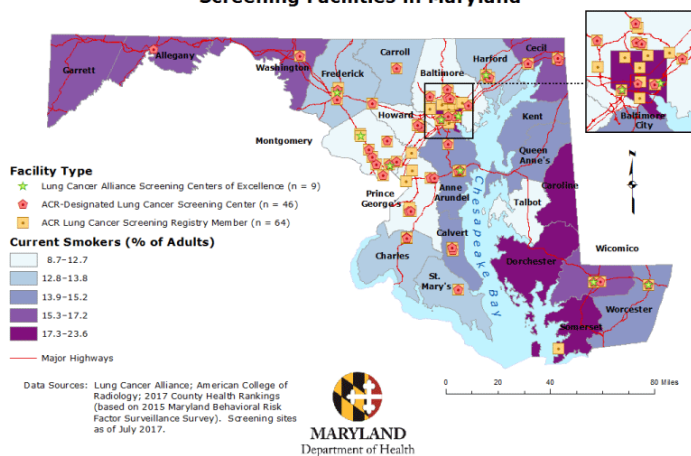 Screening Facilities in Maryland
Garrett
Allegany
Washington
Frederick
Carroll
Baltimore
Harford
Cecil
Howard
Montgomery
Kent
Queen
Anne's
Baltimore
City
Prince
George's
Anne
Arundel
Caroline
Talbot
Calvert
Charles
St.
Mary's
Chesapeake Bay
Dorchester
Wicomico
Worcester
Somerset
N
Facility Type
Lung Cancer Alliance Screening Centers of Excellence (n = 9)
ACR-Designated Lung Cancer Screening Center (n = 46)
ACR Lung Cancer Screening Registry Member (n = 64)
Current Smokers (% of Adults)
8.7-12.7
12.8-13.8
13.9-15.2
15.3-17.2
17.3-23.6
Major Highways
Data Sources: Lung Cancer Alliance; American College of
Radiology; 2017 County Health Rankings
(based on 2015 Maryland Behavioral Risk
Factor Surveillance Survey). Screening sites
as of July 2017.
MARYLAND
Department of Health
0 20 40 80 Miles